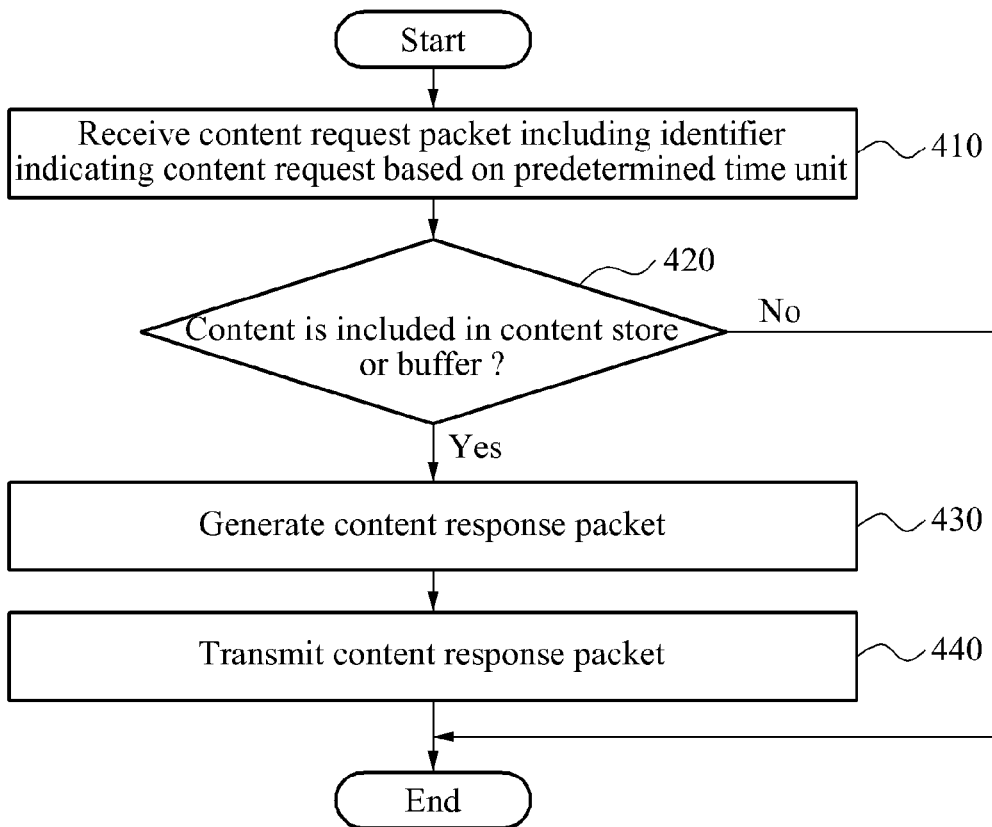 Start
Receive content request packet including identifier
indicating content request based on predetermined time unit
410
420
Content is included in content store
or buffer ?
No
Yes
Generate content response packet
430
Transmit content response packet
440
End